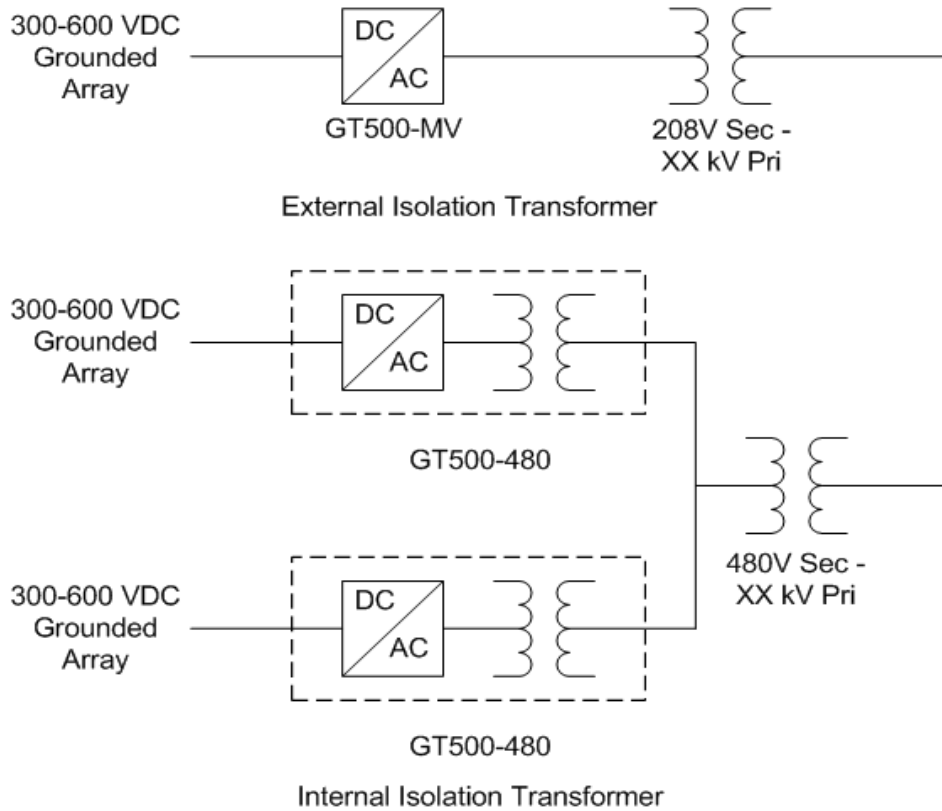 300-600 VDC
Grounded
Array
DC
AC
GT500-MV
208V Sec -
XX kV Pri
External Isolation Transformer
300-600 VDC
Grounded
Array
DC
AC
GT500-480
480V Sec -
XX kV Pri
300-600 VDC
Grounded
Array
DC
AC
GT500-480
Internal Isolation Transformer